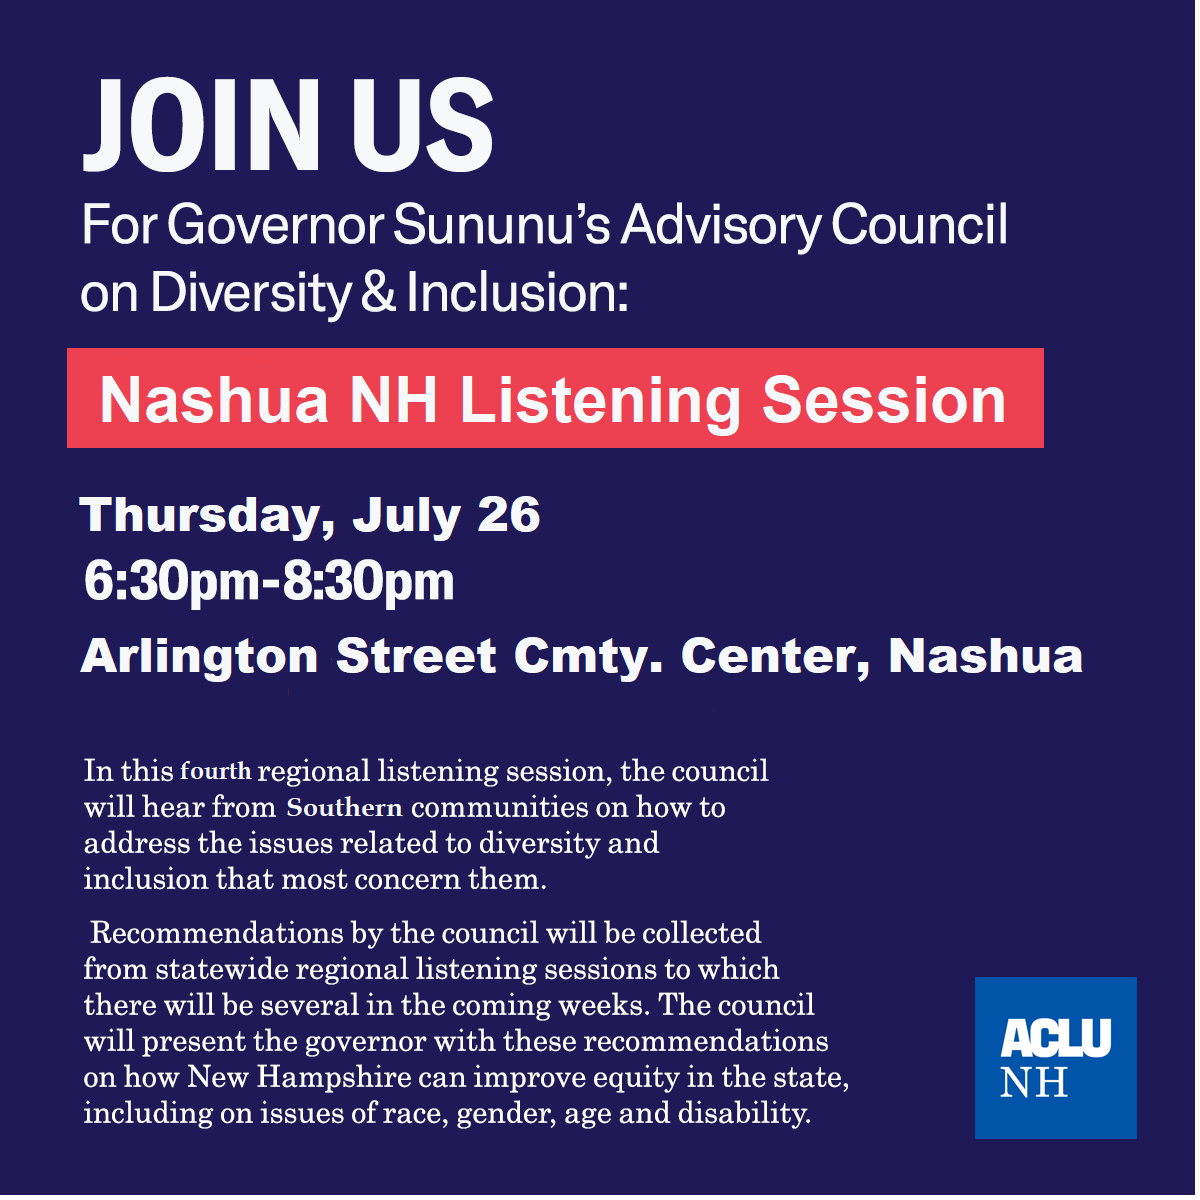 JOIN US
For Governor Sununu’s Advisory Council
on Diversity & Inclusion:
Nashua NH Listening Session
Thursday, July 26
6:30pm-8:30pm
Arlington Street Cmty. Center, Nashua
In this fourth regional listening session, the council
will hear from Southern communities on how to
address the issues related to diversity and
inclusion that most concern them.
Recommendations by the council will be collected
from statewide regional listening sessions to which
there will be several in the coming weeks. The council
will present the governor with these recommendations
on how New Hampshire can improve equity in the state,
including on issues of race, gender, age and disability.
ACLU
NH